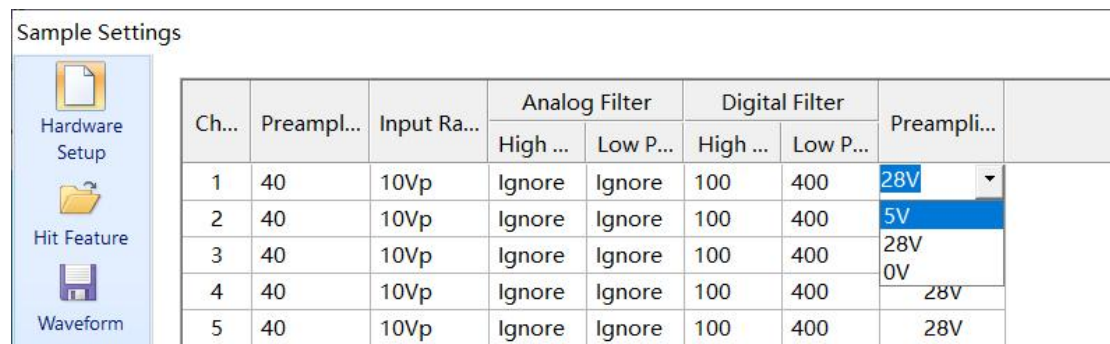 Sample Settings
Hardware
Setup
Hit Feature
Waveform
Ch... Preampl... Input Ra... Analog Filter Digital Filter Preampli...
High ... Low P... High ... Low P...
1 40 10Vp Ignore Ignore 100 400 28V
2 40 10Vp Ignore Ignore 100 400 5V
3 40 10Vp Ignore Ignore 100 400 28V
0V
4 40 10Vp Ignore Ignore 100 400 28V
5 40 10Vp Ignore Ignore 100 400 28V